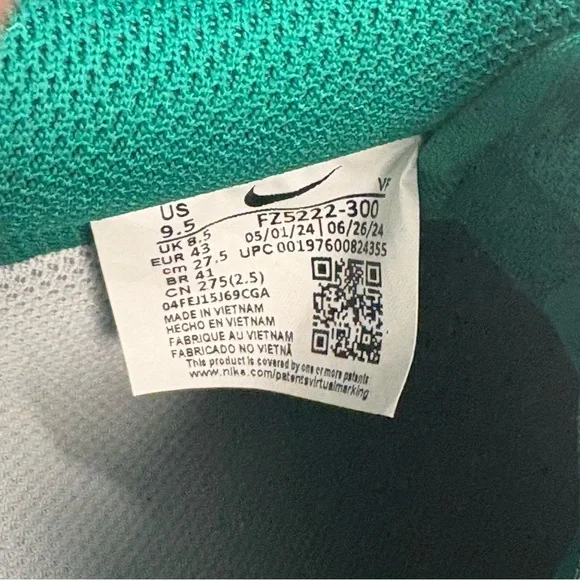 VF
US
9.5
UK 8.5
EUR 43
cm 27.5
BR 41
CN 275(2.5)
04FEJ15J69CGA
FZ5222-300
05/01/24 | 06/26/24
UPC 00197600824355
MADE IN VIETNAM
HECHO EN VIETNAM
FABRIQUE AU VIETNAM
FABRICADO NO VIETNÃ
This product is covered by one or more patents
www.nike.com/patentsvirtualmarking